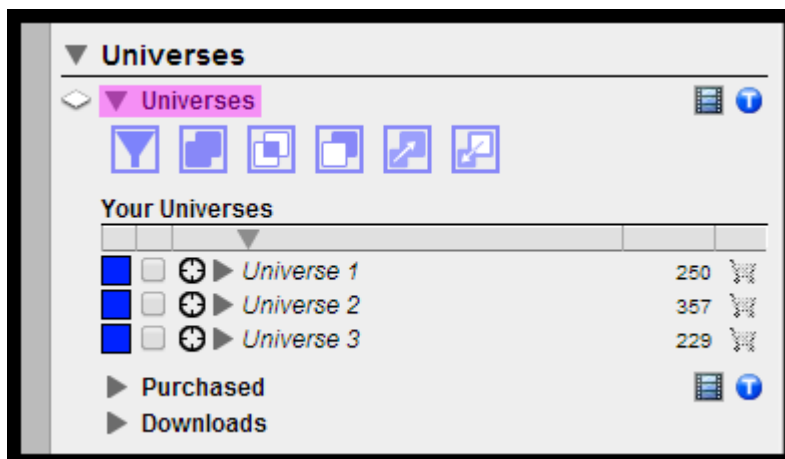 Universes
Universes
T
Your Universes
Universe 1 250
Universe 2 357
Universe 3 229
Purchased T
Downloads